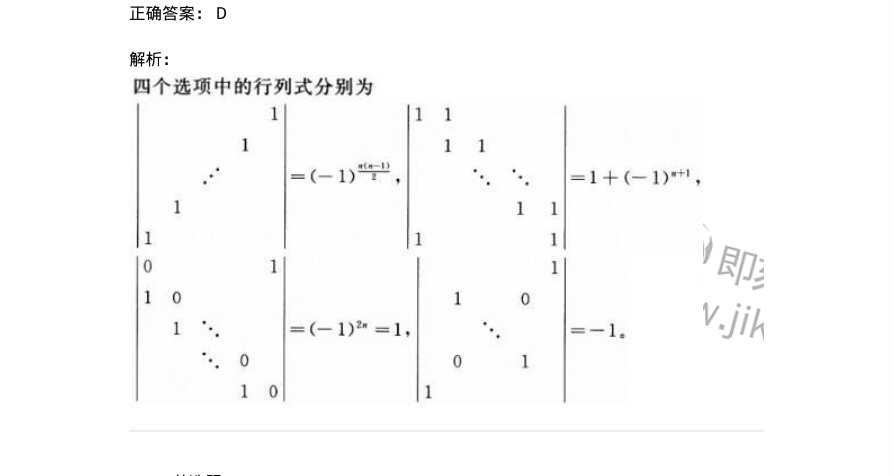 正确答案： D
解析：
四个选项中的行列式分别为
1 1 1
1 1 1
⋰ =(－1)^{n(n－1)/2}， ⋱ ⋱ =1+(－1)^{n+1}，
1 1 1
1 1 1
0 1 1
1 0 1 0
1 ⋱ =(－1)^{2n}=1， ⋱ =－1。
⋱ 0 0 1
1 0 1
即
w.jik